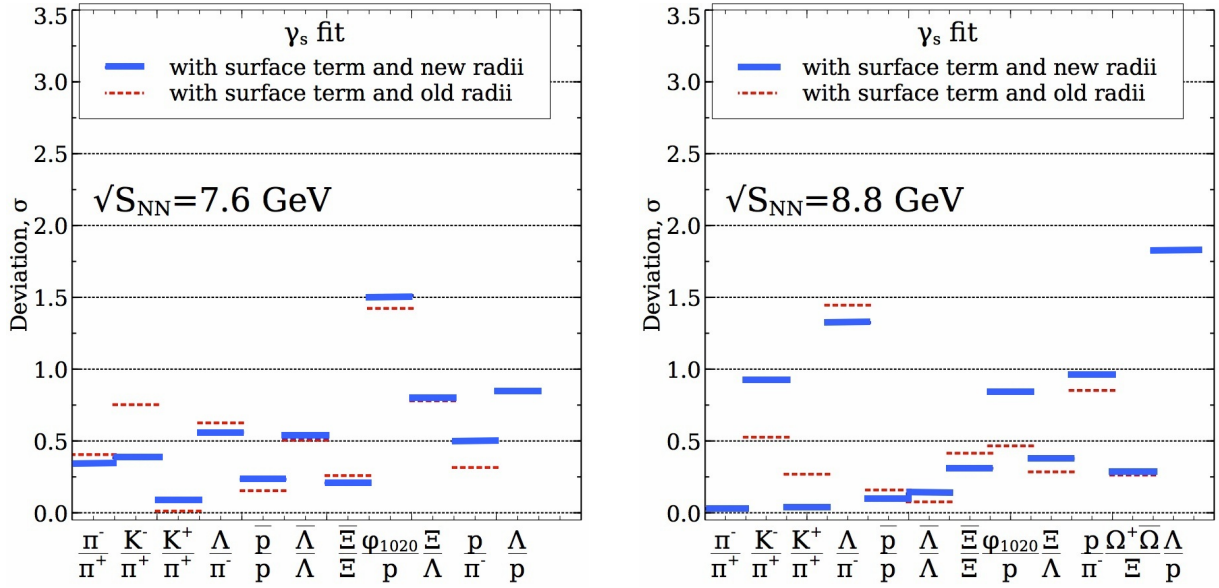 γs fit
with surface term and new radii
with surface term and old radii
√SNN=7.6 GeV
Deviation, σ
3.5
3.0
2.5
2.0
1.5
1.0
0.5
0.0
π⁻ K⁻ K⁺ Λ p̅ Λ̅ Ξ̅ φ₁₀₂₀ Ξ p Λ
π⁺ π⁺ π⁺ π⁻ p Λ Ξ p Λ π⁻ p
γs fit
with surface term and new radii
with surface term and old radii
√SNN=8.8 GeV
Deviation, σ
3.5
3.0
2.5
2.0
1.5
1.0
0.5
0.0
π⁻ K⁻ K⁺ Λ p̅ Λ̅ Ξ̅ φ₁₀₂₀ Ξ p Ω⁺Ω̅ Λ
π⁺ π⁺ π⁺ π⁻ p Λ Ξ p Λ π⁻ Ξ p